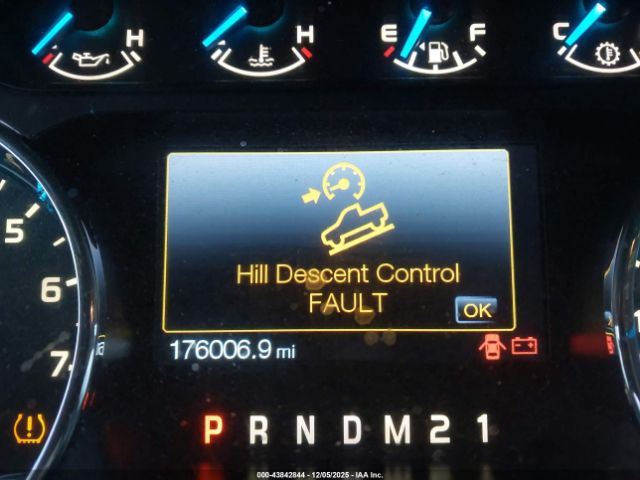 H H E F C
5
6
7
Hill Descent Control
FAULT
OK
176006.9 mi
P R N D M 2 1
000-43842844 | 12/05/2025 - IAA Inc.